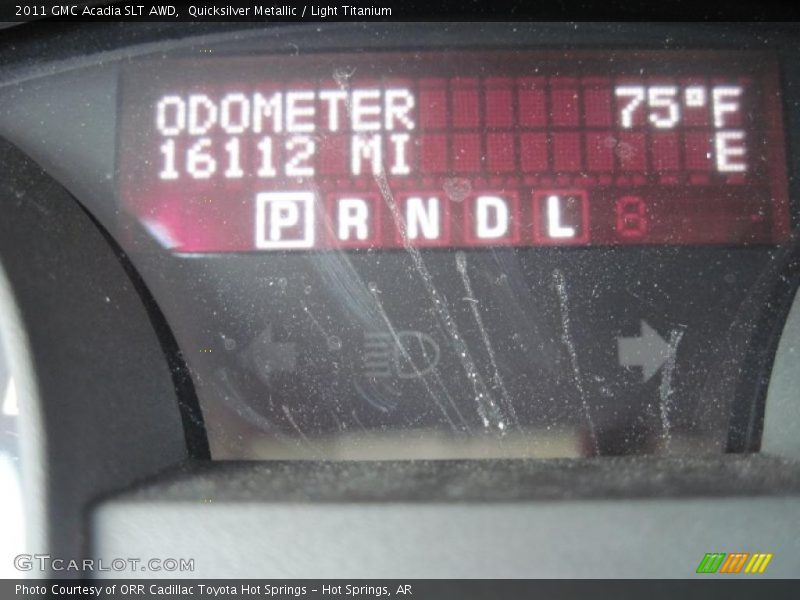 2011 GMC Acadia SLT AWD,  Quicksilver Metallic / Light Titanium
ODOMETER 75°F
16112 MI E
P R N D L
GTCARLOT.COM
Photo Courtesy of ORR Cadillac Toyota Hot Springs - Hot Springs, AR